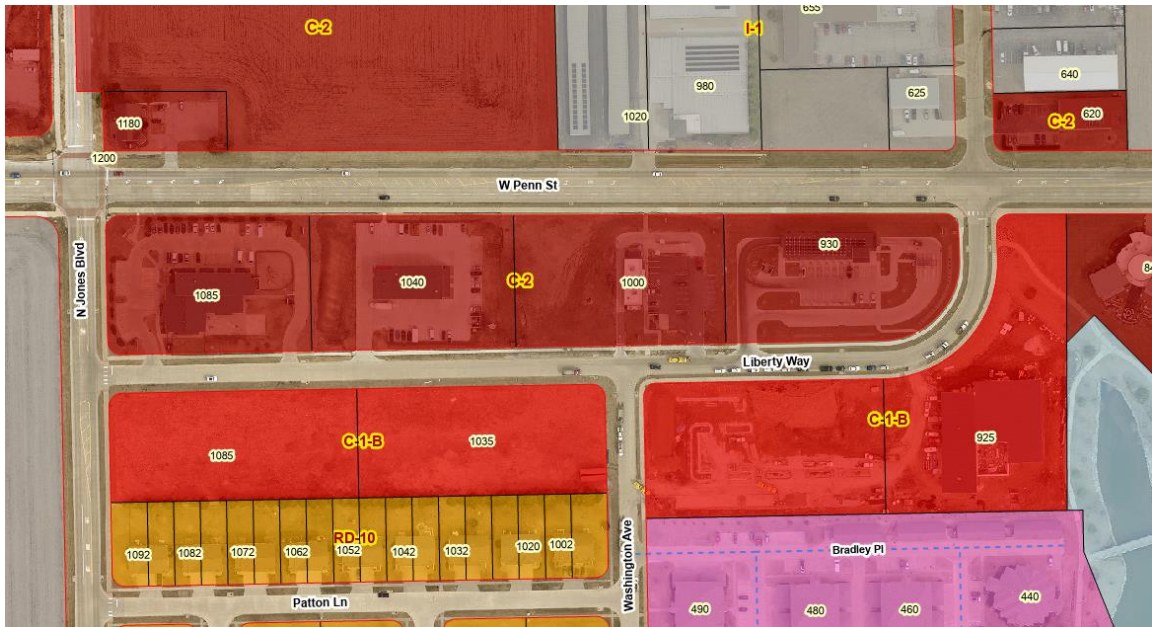 655
C-2
I-1
640
980
625
1020
620
1180
C-2
1200
W Penn St
N Jones Blvd
930
84
1085
1040
C-2
1000
Liberty Way
C-1-B
C-1-B
1085
1035
925
RD-10
1092
1082
1072
1062
1052
1042
1032
1020
1002
Bradley Pl
Washington Ave
Patton Ln
490
480
460
440